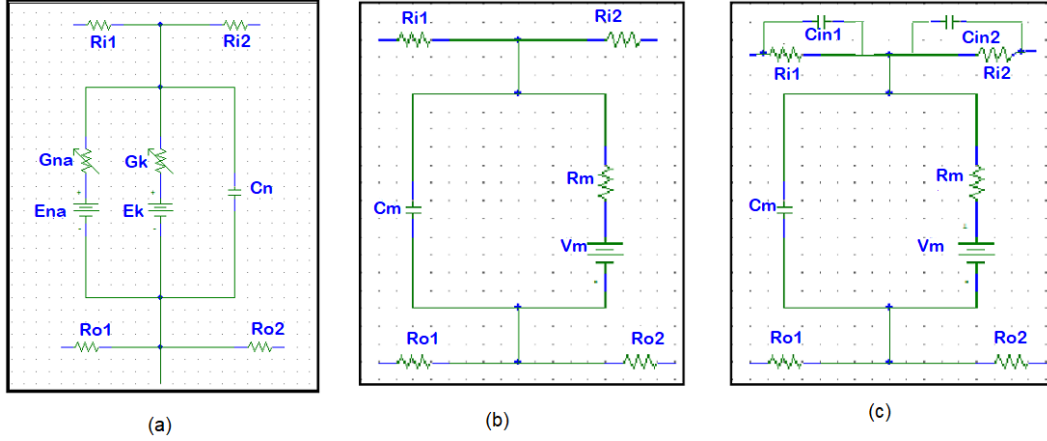 Ri1 Ri2
Gna Gk Cn
Ena + Ek +
- -
Ro1 Ro2
(a)
Ri1 Ri2
Cm Rm
Vm
Ro1 Ro2
(b)
Cin1 Cin2
Ri1 Ri2
Cm Rm
Vm
Ro1 Ro2
(c)